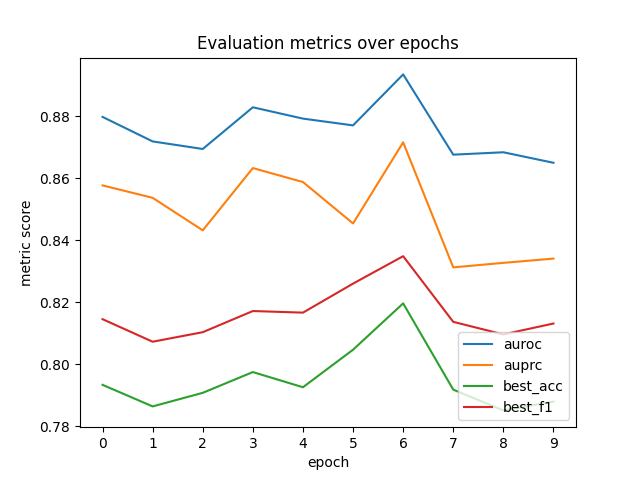 Evaluation metrics over epochs
metric score
0.88
0.86
0.84
0.82
0.80
0.78
auroc
auprc
best_acc
best_f1
0 1 2 3 4 5 6 7 8 9
epoch